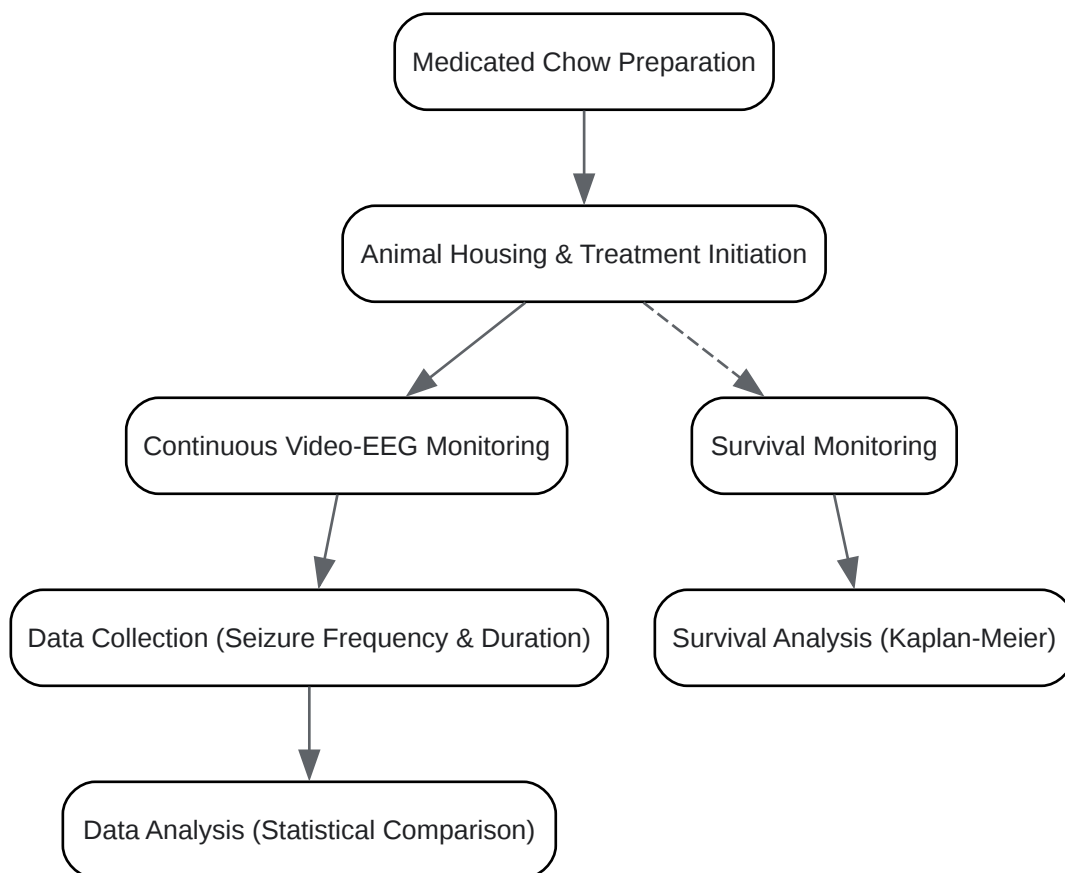 Medicated Chow Preparation
Animal Housing & Treatment Initiation
Continuous Video-EEG Monitoring
Survival Monitoring
Data Collection (Seizure Frequency & Duration)
Survival Analysis (Kaplan-Meier)
Data Analysis (Statistical Comparison)